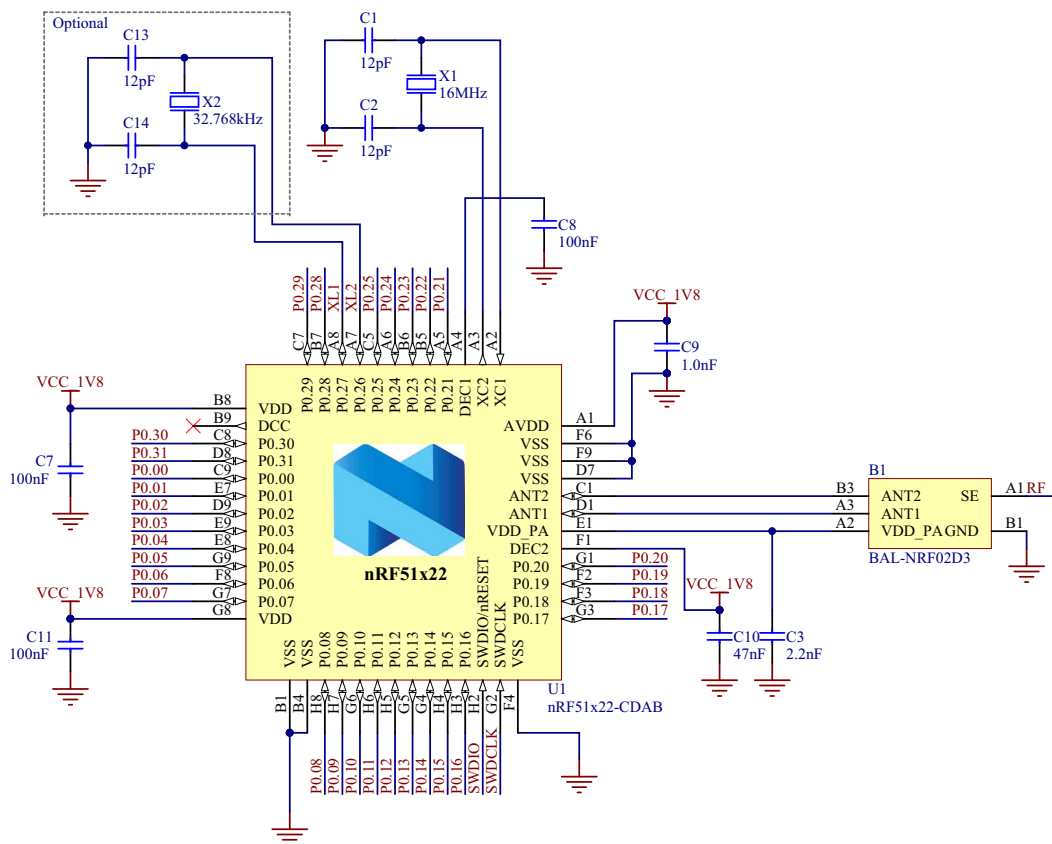 Optional
C13
12pF
X2
32.768kHz
C14
12pF
C1
12pF
X1
16MHz
C2
12pF
C8
100nF
P0.29
P0.28
XL1
XL2
P0.25
P0.24
P0.23
P0.22
P0.21
C7
B7
A8
A7
C5
A6
B6
B5
A5
A4
A3
A2
P0.29
P0.28
P0.27
P0.26
P0.25
P0.24
P0.23
P0.22
P0.21
DEC1
XC2
XC1
VCC_1V8
C9
1.0nF
VCC_1V8
C7
100nF
B8 VDD
B9 DCC
P0.30 C8 P0.30
P0.31 D8 P0.31
P0.00 C9 P0.00
P0.01 E7 P0.01
P0.02 D9 P0.02
P0.03 E9 P0.03
P0.04 E8 P0.04
P0.05 G9 P0.05
P0.06 F8 P0.06
P0.07 G7 P0.07
G8 VDD
VCC_1V8
C11
100nF
nRF51x22
AVDD A1
VSS F6
VSS F9
VSS D7
ANT2 C1
ANT1 D1
VDD_PA E1
DEC2 F1
P0.20 G1 P0.20
P0.19 F2 P0.19
P0.18 F3 P0.18
P0.17 G3 P0.17
B1
B3 ANT2 SE A1 RF
A3 ANT1
A2 VDD_PAGND B1
BAL-NRF02D3
VCC_1V8
C10
47nF
C3
2.2nF
VSS
VSS
P0.08
P0.09
P0.10
P0.11
P0.12
P0.13
P0.14
P0.15
P0.16
SWDIO/nRESET
SWDCLK
VSS
B1
B4
H8
H7
G6
H6
H5
G5
G4
H4
H3
H2
G2
F4
U1
nRF51x22-CDAB
P0.08
P0.09
P0.10
P0.11
P0.12
P0.13
P0.14
P0.15
P0.16
SWDIO
SWDCLK